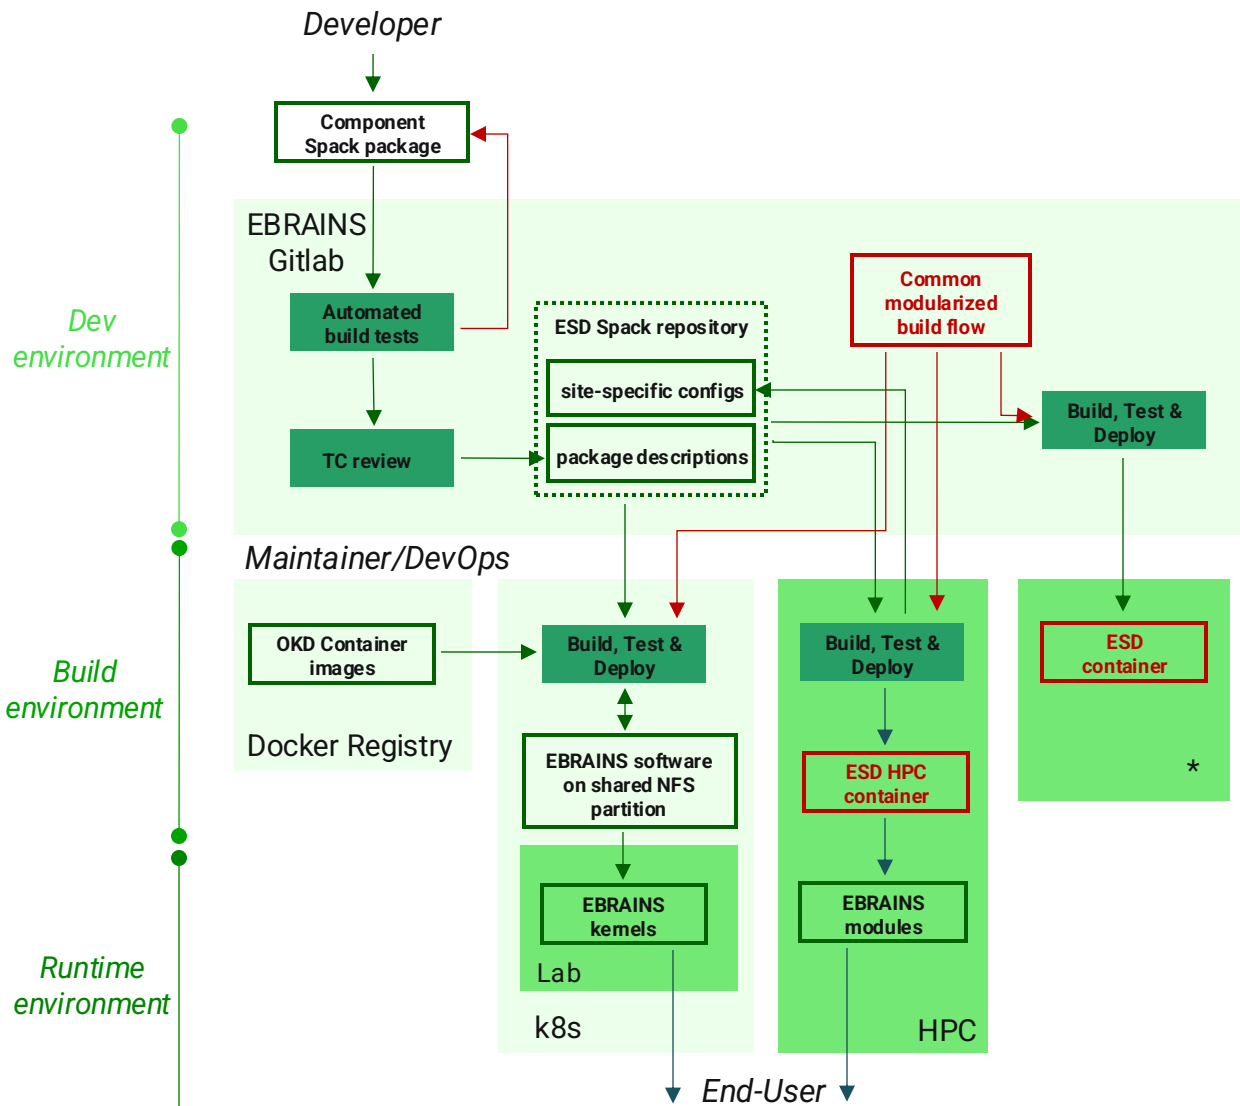 Developer
Component
Spack package
EBRAINS
Gitlab
Automated
build tests
TC review
ESD Spack repository
site-specific configs
package descriptions
Common
modularized
build flow
Build, Test &
Deploy
Dev
environment
Maintainer/DevOps
OKD Container
images
Docker Registry
Build, Test &
Deploy
EBRAINS software
on shared NFS
partition
EBRAINS
kernels
Lab
k8s
Build, Test &
Deploy
ESD HPC
container
EBRAINS
modules
HPC
ESD
container
*
Build
environment
Runtime
environment
End-User